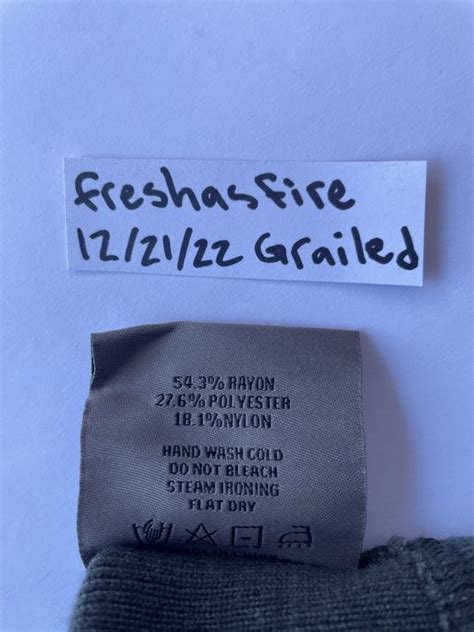 freshasfire
12/21/22 Grailed
54.3% RAYON
27.6% POLYESTER
18.1% NYLON
HAND WASH COLD
DO NOT BLEACH
STEAM IRONING
FLAT DRY